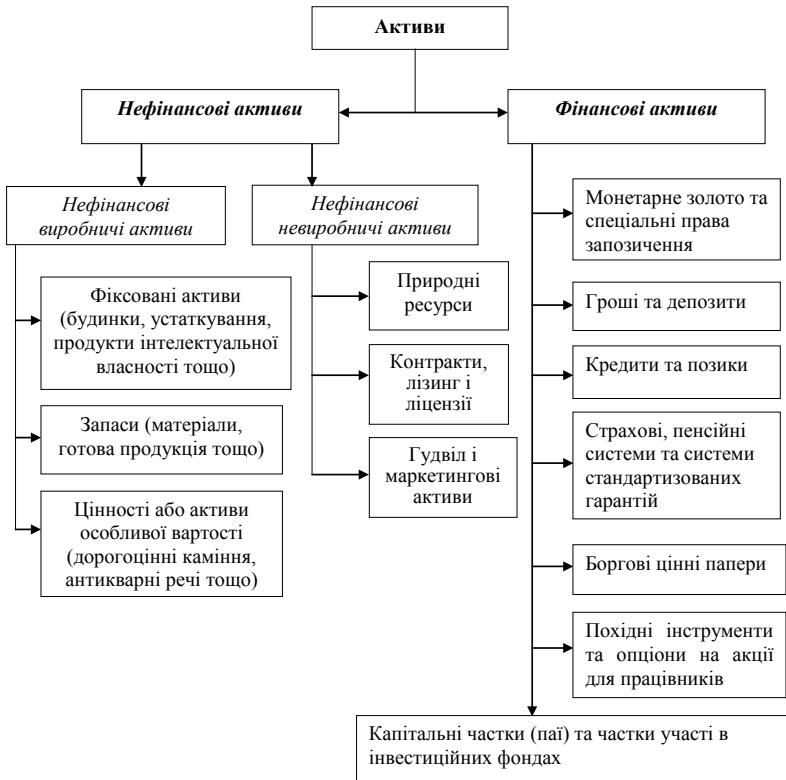 Активи
Нефінансові активи
Фінансові активи
Нефінансові
виробничі активи
Фіксовані активи
(будинки, устаткування,
продукти інтелектуальної
власності тощо)
Запаси (матеріали,
готова продукція тощо)
Цінності або активи
особливої вартості
(дорогоцінні каміння,
антикварні речі тощо)
Нефінансові
невиробничі активи
Природні
ресурси
Контракти,
лізинг і
ліцензії
Гудвіл і
маркетингові
активи
Монетарне золото та
спеціальні права
запозичення
Гроші та депозити
Кредити та позики
Страхові, пенсійні
системи та системи
стандартизованих
гарантій
Боргові цінні папери
Похідні інструменти
та опціони на акції
для працівників
Капітальні частки (паї) та частки участі в
інвестиційних фондах